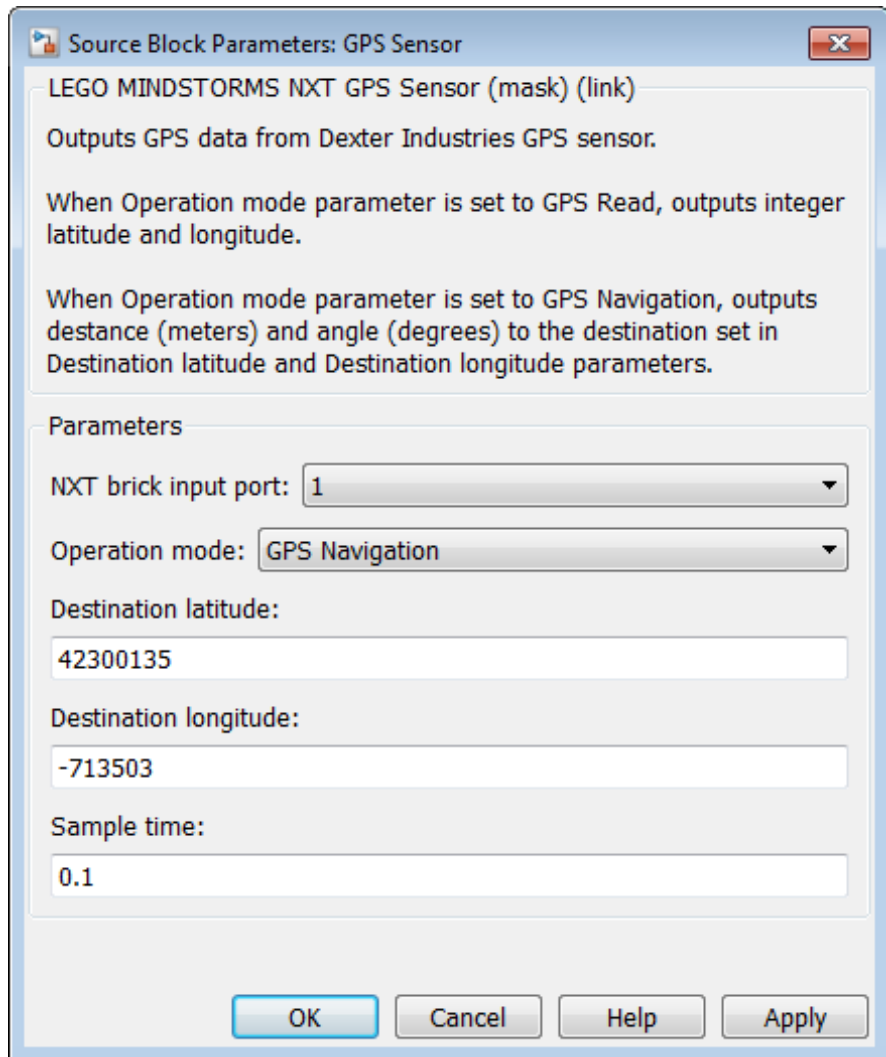 Source Block Parameters: GPS Sensor
LEGO MINDSTORMS NXT GPS Sensor (mask) (link)
Outputs GPS data from Dexter Industries GPS sensor.
When Operation mode parameter is set to GPS Read, outputs integer
latitude and longitude.
When Operation mode parameter is set to GPS Navigation, outputs
destance (meters) and angle (degrees) to the destination set in
Destination latitude and Destination longitude parameters.
Parameters
NXT brick input port: 1
Operation mode: GPS Navigation
Destination latitude:
42300135
Destination longitude:
-713503
Sample time:
0.1
OK Cancel Help Apply